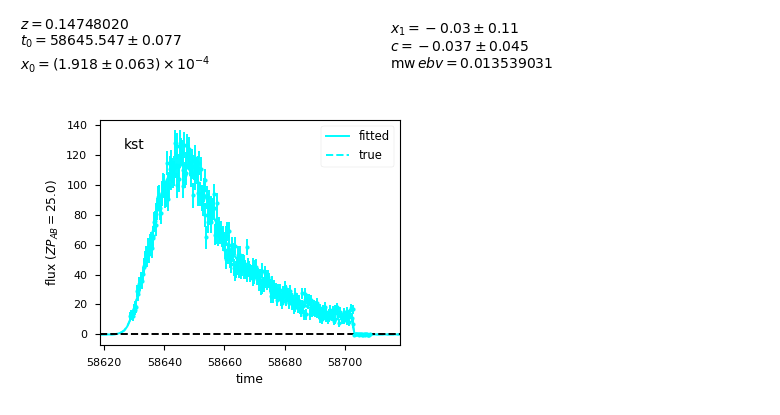 z = 0.14748020
t₀ = 58645.547 ± 0.077
x₀ = (1.918 ± 0.063) × 10⁻⁴
x₁ = −0.03 ± 0.11
c = −0.037 ± 0.045
mw ebv = 0.013539031
kst
fitted
true
140
120
100
80
60
40
20
0
flux (ZP_AB = 25.0)
58620 58640 58660 58680 58700
time